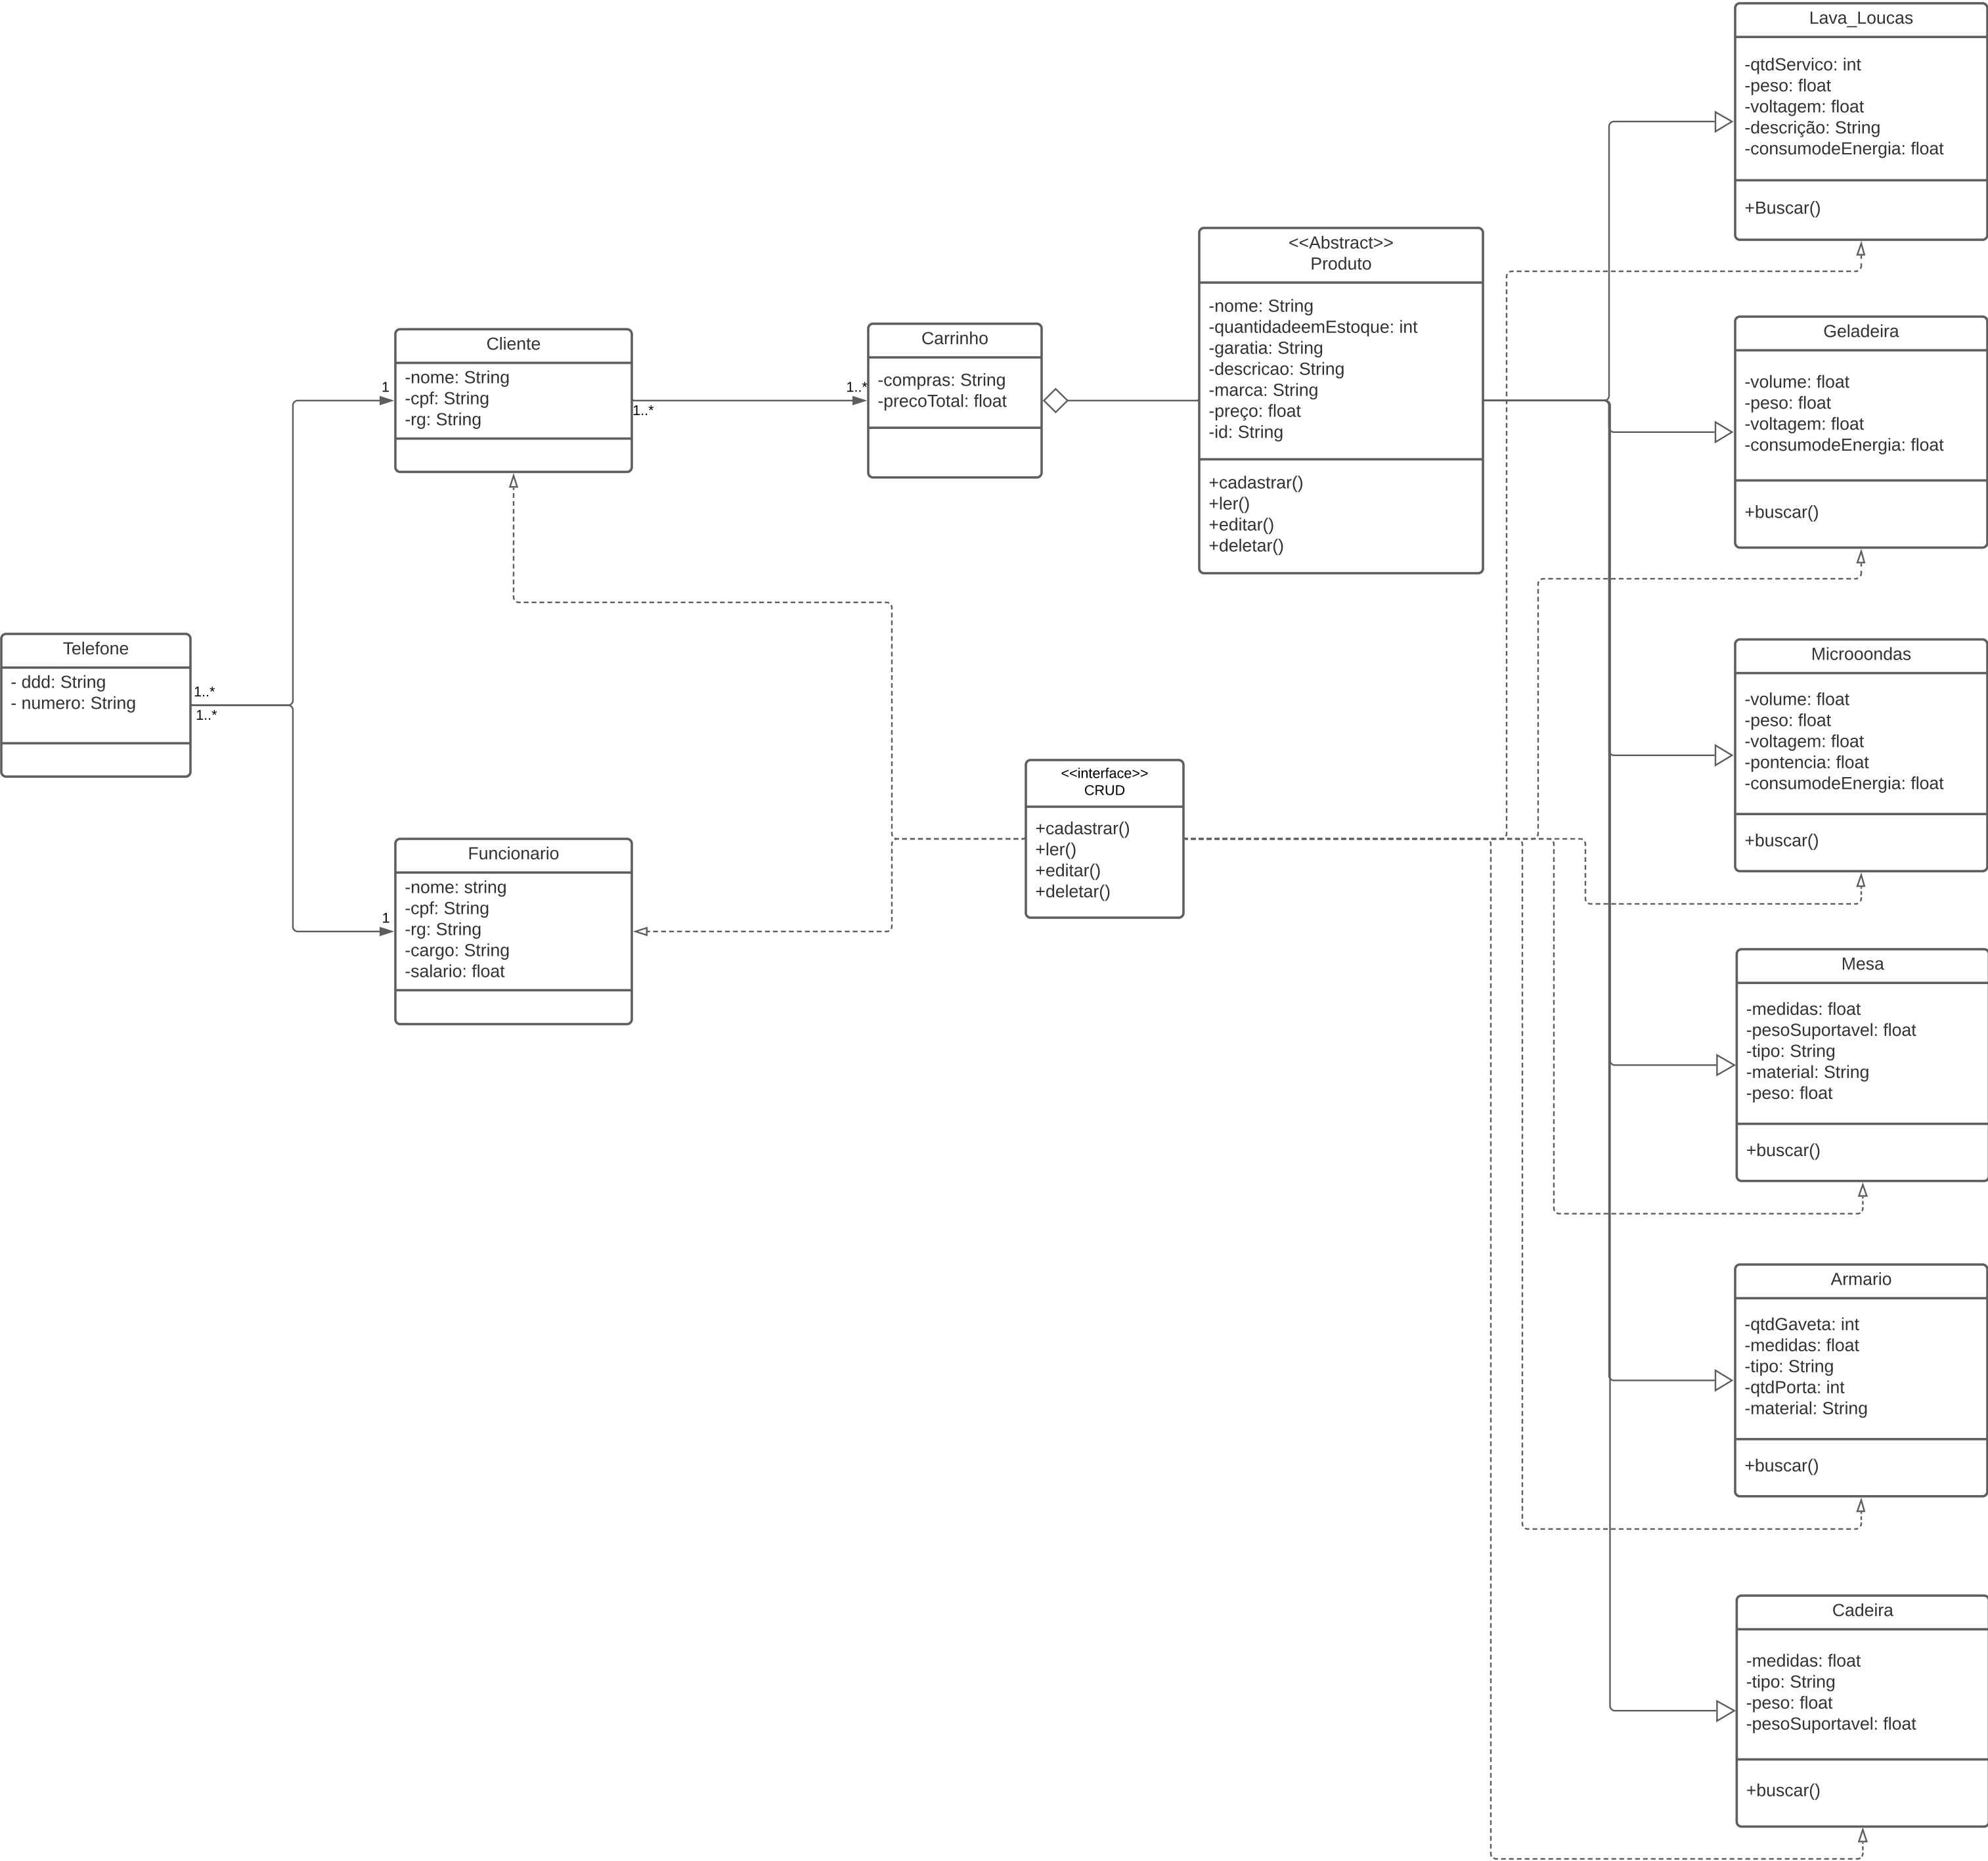 Lava_Loucas
-qtdServico: int
-peso: float
-voltagem: float
-descrição: String
-consumodeEnergia: float
+Buscar()
<<Abstract>>
Produto
-nome: String
-quantidadeemEstoque: int
-garatia: String
-descricao: String
-marca: String
-preço: float
-id: String
+cadastrar()
+ler()
+editar()
+deletar()
Geladeira
-volume: float
-peso: float
-voltagem: float
-consumodeEnergia: float
+buscar()
Cliente
-nome: String
-cpf: String
-rg: String
1
1..*
Carrinho
-compras: String
-precoTotal: float
1..*
Telefone
- ddd: String
- numero: String
1..*
1..*
Microoondas
-volume: float
-peso: float
-voltagem: float
-pontencia: float
-consumodeEnergia: float
+buscar()
<<interface>>
CRUD
+cadastrar()
+ler()
+editar()
+deletar()
Funcionario
-nome: string
-cpf: String
-rg: String
-cargo: String
-salario: float
1
Mesa
-medidas: float
-pesoSuportavel: float
-tipo: String
-material: String
-peso: float
+buscar()
Armario
-qtdGaveta: int
-medidas: float
-tipo: String
-qtdPorta: int
-material: String
+buscar()
Cadeira
-medidas: float
-tipo: String
-peso: float
-pesoSuportavel: float
+buscar()